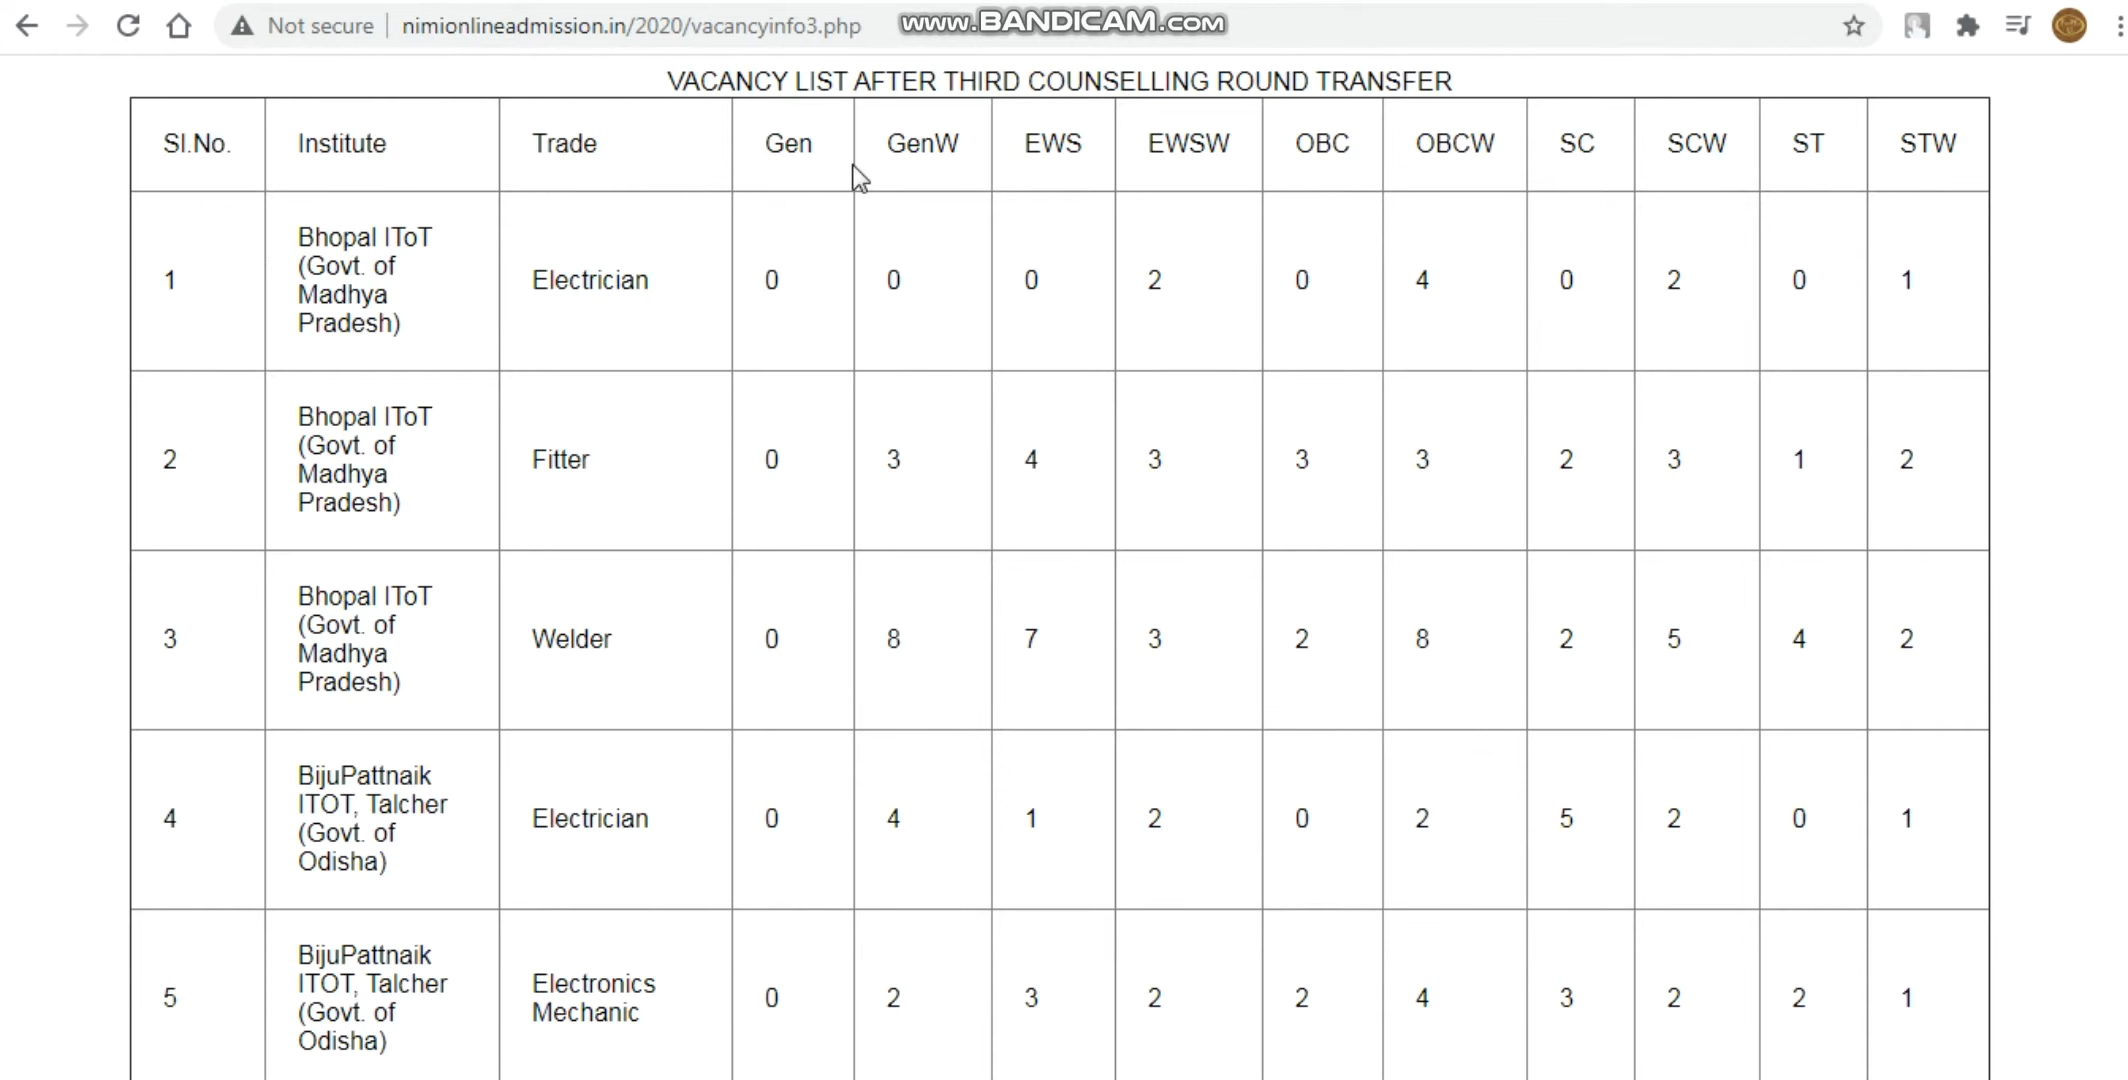 Not secure nimionlineadmission.in/2020/vacancyinfo3.php www.BANDICAM.com
VACANCY LIST AFTER THIRD COUNSELLING ROUND TRANSFER
Sl.No. Institute Trade Gen GenW EWS EWSW OBC OBCW SC SCW ST STW
Bhopal IToT
(Govt. of
1 Electrician 0 0 0 2 0 4 0 2 0 1
Madhya
Pradesh)
Bhopal IToT
(Govt. of
2 Fitter 0 3 4 3 3 3 2 3 1 2
Madhya
Pradesh)
Bhopal IToT
(Govt. of
3 Welder 0 8 7 3 2 8 2 5 4 2
Madhya
Pradesh)
BijuPattnaik
ITOT, Talcher
4 Electrician 0 4 1 2 0 2 5 2 0 1
(Govt. of
Odisha)
BijuPattnaik
ITOT, Talcher Electronics
5 0 2 3 2 2 4 3 2 2 1
(Govt. of Mechanic
Odisha)